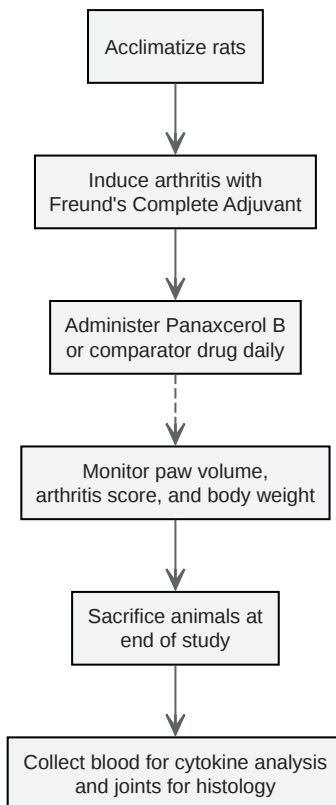 Acclimatize rats
Induce arthritis with
Freund's Complete Adjuvant
Administer Panaxcerol B
or comparator drug daily
Monitor paw volume,
arthritis score, and body weight
Sacrifice animals at
end of study
Collect blood for cytokine analysis
and joints for histology